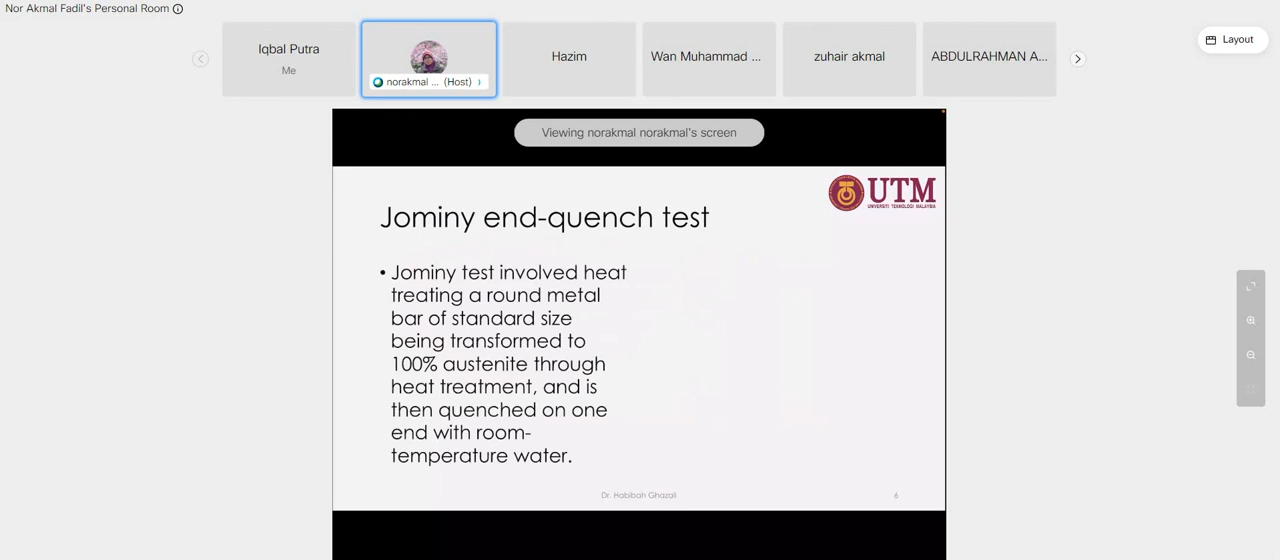 Nor Akmal Fadil's Personal Room
Iqbal Putra
Me
norakmal ... (Host)
Hazim
Wan Muhammad ...
zuhair akmal
ABDULRAHMAN A...
Layout
Viewing norakmal norakmal's screen
UTM
UNIVERSITI TEKNOLOGI MALAYSIA
Jominy end-quench test
• Jominy test involved heat
treating a round metal
bar of standard size
being transformed to
100% austenite through
heat treatment, and is
then quenched on one
end with room-
temperature water.
Dr. Habibah Ghazali
6